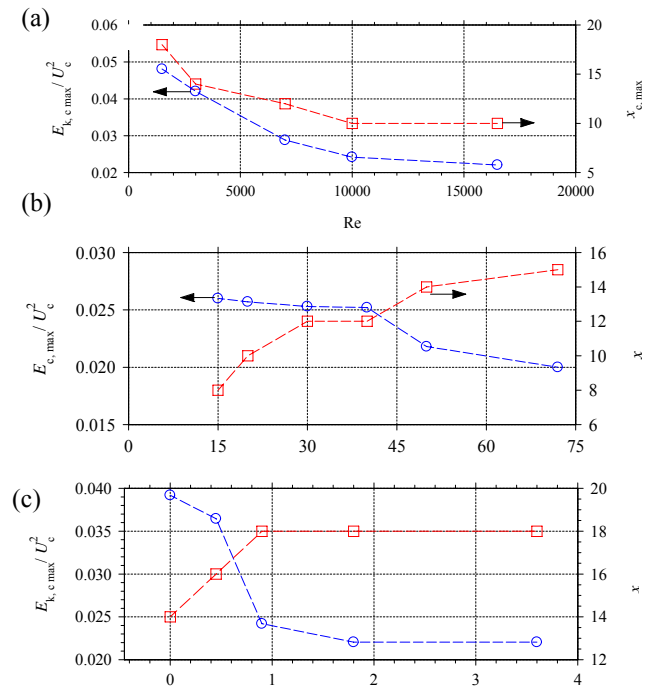 (a)
0.06
0.05
0.04
0.03
0.02
E_k, c max / U_c^2
20
15
10
5
x_c, max
0 5000 10000 15000 20000
Re
(b)
0.030
0.025
0.020
0.015
E_c, max / U_c^2
16
14
12
10
8
6
x
0 15 30 45 60 75
(c)
0.040
0.035
0.030
0.025
0.020
E_k, c max / U_c^2
20
18
16
14
12
x
0 1 2 3 4